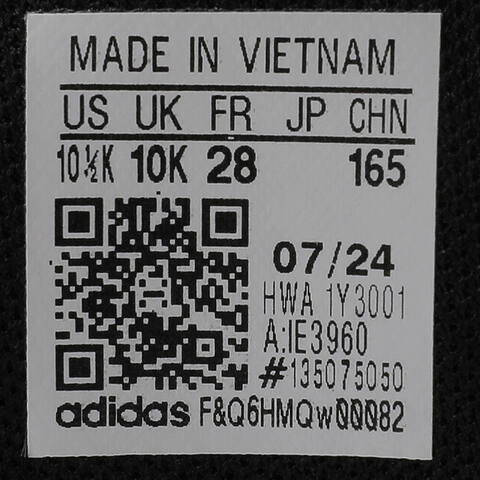 MADE IN VIETNAM
US UK FR JP CHN
10½K 10K 28 165
07/24
HWA 1Y3001
A:IE3960
#135075050
adidas F&Q6HMQw00082